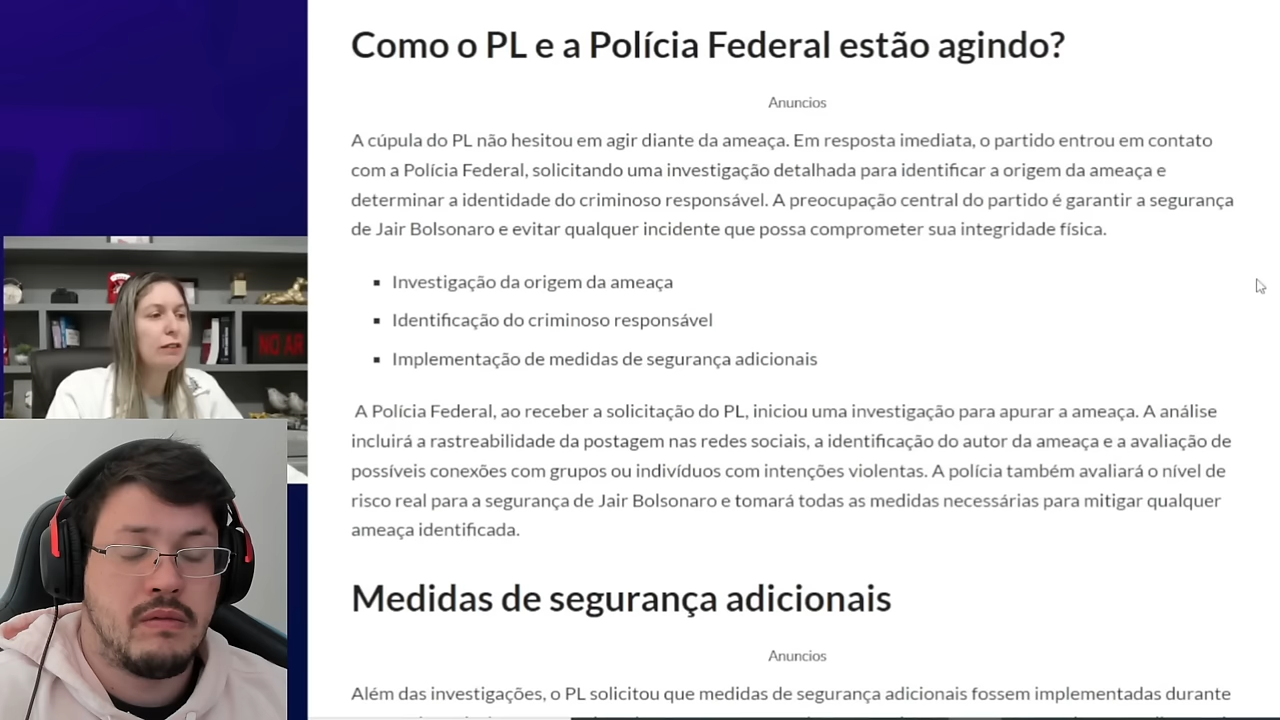 Como o PL e a Polícia Federal estão agindo?
Anuncios
A cúpula do PL não hesitou em agir diante da ameaça. Em resposta imediata, o partido entrou em contato
com a Polícia Federal, solicitando uma investigação detalhada para identificar a origem da ameaça e
determinar a identidade do criminoso responsável. A preocupação central do partido é garantir a segurança
de Jair Bolsonaro e evitar qualquer incidente que possa comprometer sua integridade física.
▪ Investigação da origem da ameaça
▪ Identificação do criminoso responsável
▪ Implementação de medidas de segurança adicionais
A Polícia Federal, ao receber a solicitação do PL, iniciou uma investigação para apurar a ameaça. A análise
incluirá a rastreabilidade da postagem nas redes sociais, a identificação do autor da ameaça e a avaliação de
possíveis conexões com grupos ou indivíduos com intenções violentas. A polícia também avaliará o nível de
risco real para a segurança de Jair Bolsonaro e tomará todas as medidas necessárias para mitigar qualquer
ameaça identificada.
Medidas de segurança adicionais
Anuncios
Além das investigações, o PL solicitou que medidas de segurança adicionais fossem implementadas durante
NO AR